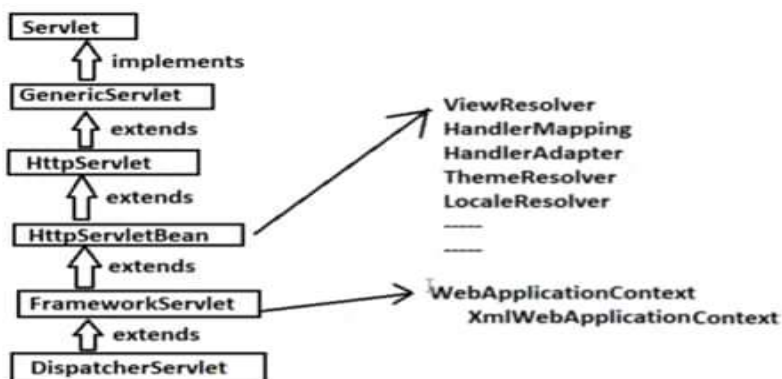 Servlet
implements
GenericServlet
extends
HttpServlet
extends
HttpServletBean
extends
FrameworkServlet
extends
DispatcherServlet
ViewResolver
HandlerMapping
HandlerAdapter
ThemeResolver
LocaleResolver
-----
-----
WebApplicationContext
XmlWebApplicationContext